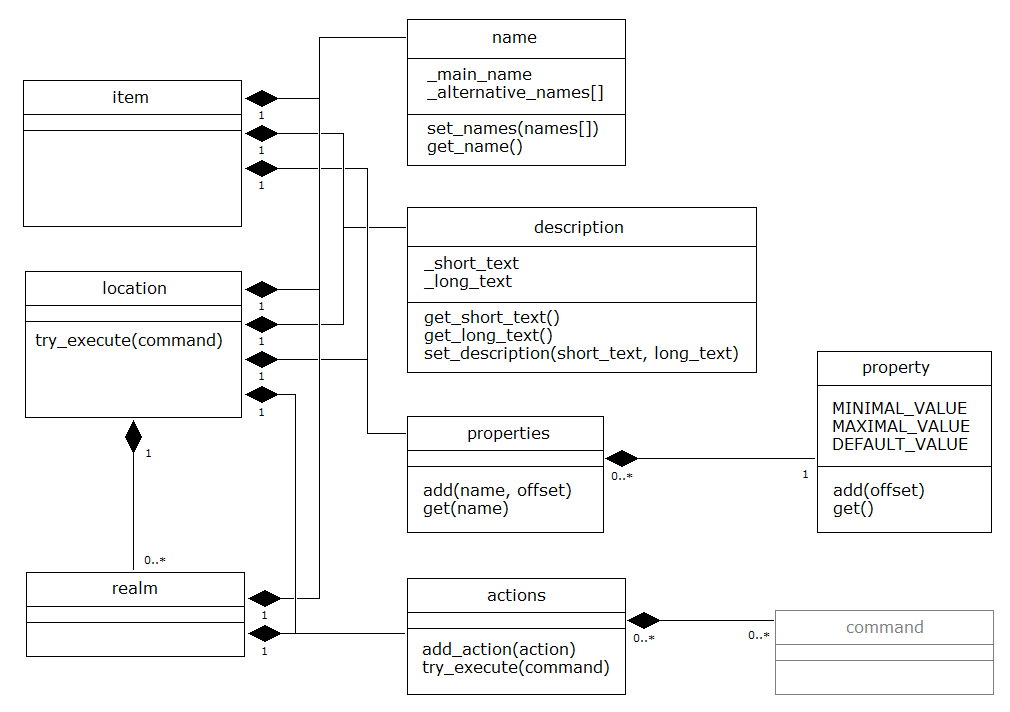 name
_main_name
_alternative_names[]
set_names(names[])
get_name()
item
1
1
1
description
_short_text
_long_text
get_short_text()
get_long_text()
set_description(short_text, long_text)
location
try_execute(command)
1
1
1
1
1
0..*
property
MINIMAL_VALUE
MAXIMAL_VALUE
DEFAULT_VALUE
add(offset)
get()
properties
add(name, offset)
get(name)
0..*
1
realm
1
1
actions
add_action(action)
try_execute(command)
0..*
0..*
command